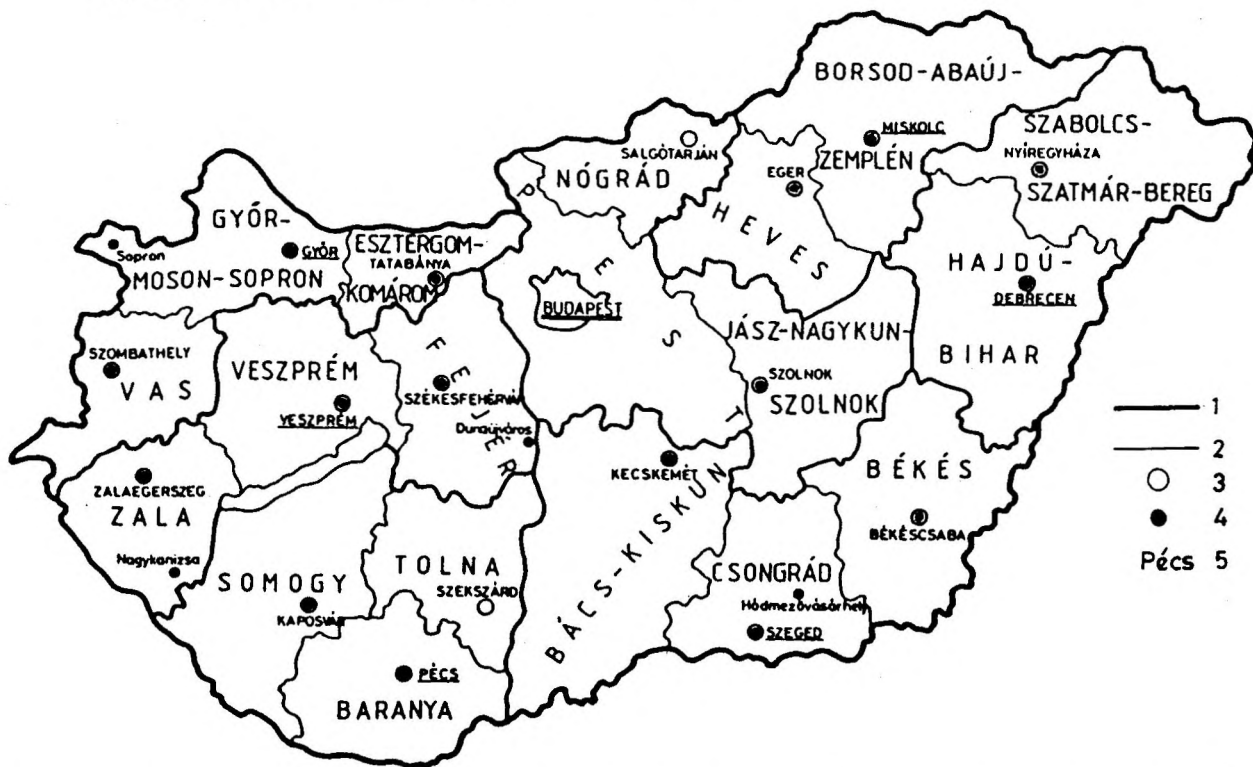 BORSOD-ABAÚJ-
ZEMPLÉN
MISKOLC
SZABOLCS-
NYÍREGYHÁZA
SZATMÁR-BEREG
SALGÓTARJÁN
NÓGRÁD
EGER
HEVES
GYŐR-
GYŐR
MOSON-SOPRON
Sopron
ESZTERGOM-
TATABÁNYA
KOMÁROM
PEST
BUDAPEST
HAJDÚ-
DEBRECEN
BIHAR
JÁSZ-NAGYKUN-
SZOLNOK
SZOLNOK
SZOMBATHELY
VAS
VESZPRÉM
VESZPRÉM
FEJÉR
SZÉKESFEHÉRVÁR
Dunaújváros
KECSKEMÉT
BÁCS-KISKUN
BÉKÉS
BÉKÉSCSABA
ZALAEGERSZEG
ZALA
Nagykanizsa
SOMOGY
KAPOSVÁR
TOLNA
SZEKSZÁRD
CSONGRÁD
Hódmezővásárhely
SZEGED
PÉCS
BARANYA
1
2
3
4
Pécs 5